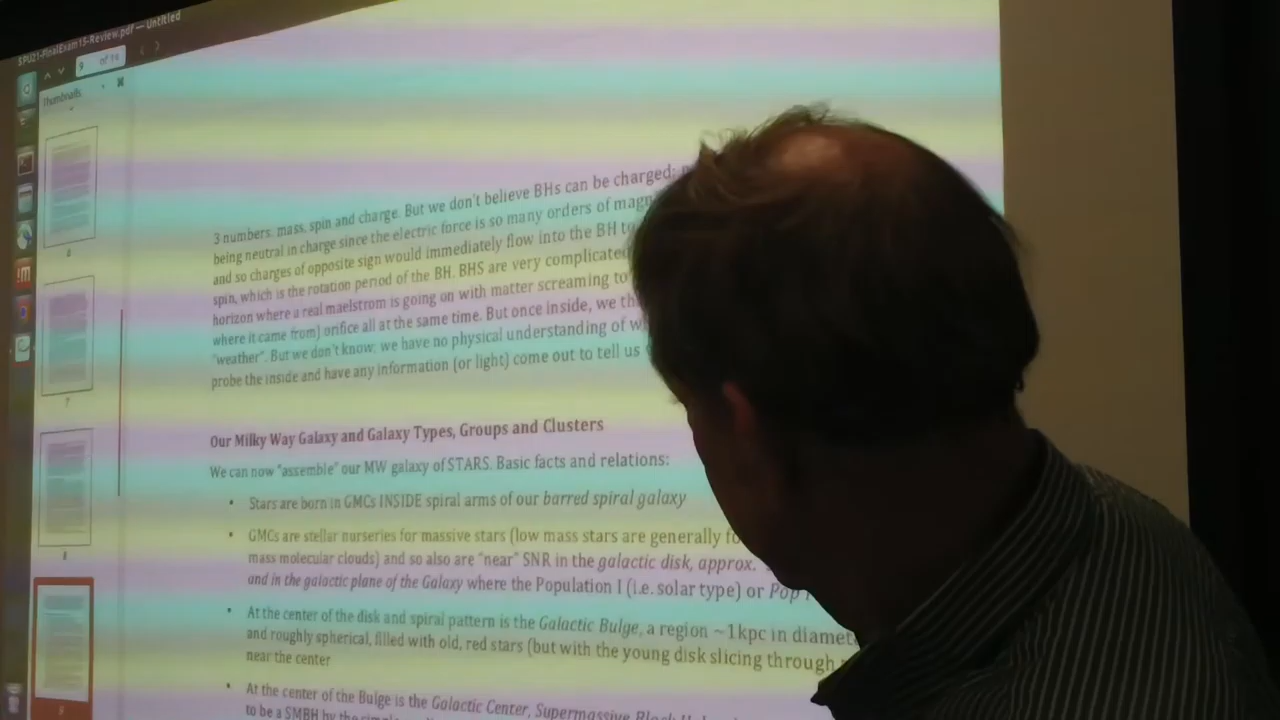 SPU21-FinalExam13-Review.pdf — Untitled
9 of
Thumbnails
6
7
8
3 numbers. mass, spin and charge. But we don't believe BHs can be charged:
being neutral in charge since the electric force is so many orders of
and so charges of opposite sign would immediately flow into the BH to
spin, which is the rotation period of the BH. BHS are very complicated
horizon where a real maelstrom is going on with matter screaming to
where it came from) orifice all at the same time. But once inside, we
"weather". But we don't know: we have no physical understanding of
probe the inside and have any information (or light) come out to tell us
Our Milky Way Galaxy and Galaxy Types, Groups and Clusters
We can now "assemble" our MW galaxy of STARS. Basic facts and relations:
• Stars are born in GMCs INSIDE spiral arms of our barred spiral galaxy
• GMCs are stellar nurseries for massive stars (low mass stars are generally
mass molecular clouds) and so also are "near" SNR in the galactic disk, approx.
and in the galactic plane of the Galaxy where the Population I (i.e. solar type) or Pop
• At the center of the disk and spiral pattern is the Galactic Bulge, a region ~1kpc in
and roughly spherical, filled with old, red stars (but with the young disk slicing through
near the center
• At the center of the Bulge is the Galactic Center, Supermassive
to be a SMBH by the